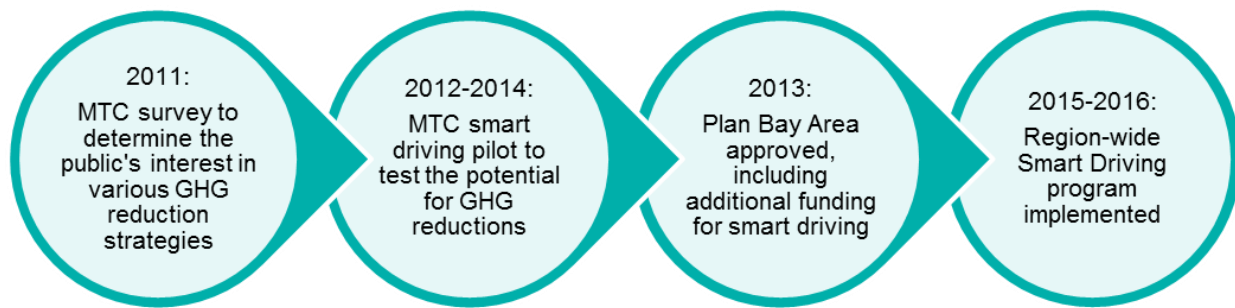 2011:
MTC survey to
determine the
public's interest in
various GHG
reduction
strategies
2012-2014:
MTC smart
driving pilot to
test the potential
for GHG
reductions
2013:
Plan Bay Area
approved,
including
additional funding
for smart driving
2015-2016:
Region-wide
Smart Driving
program
implemented